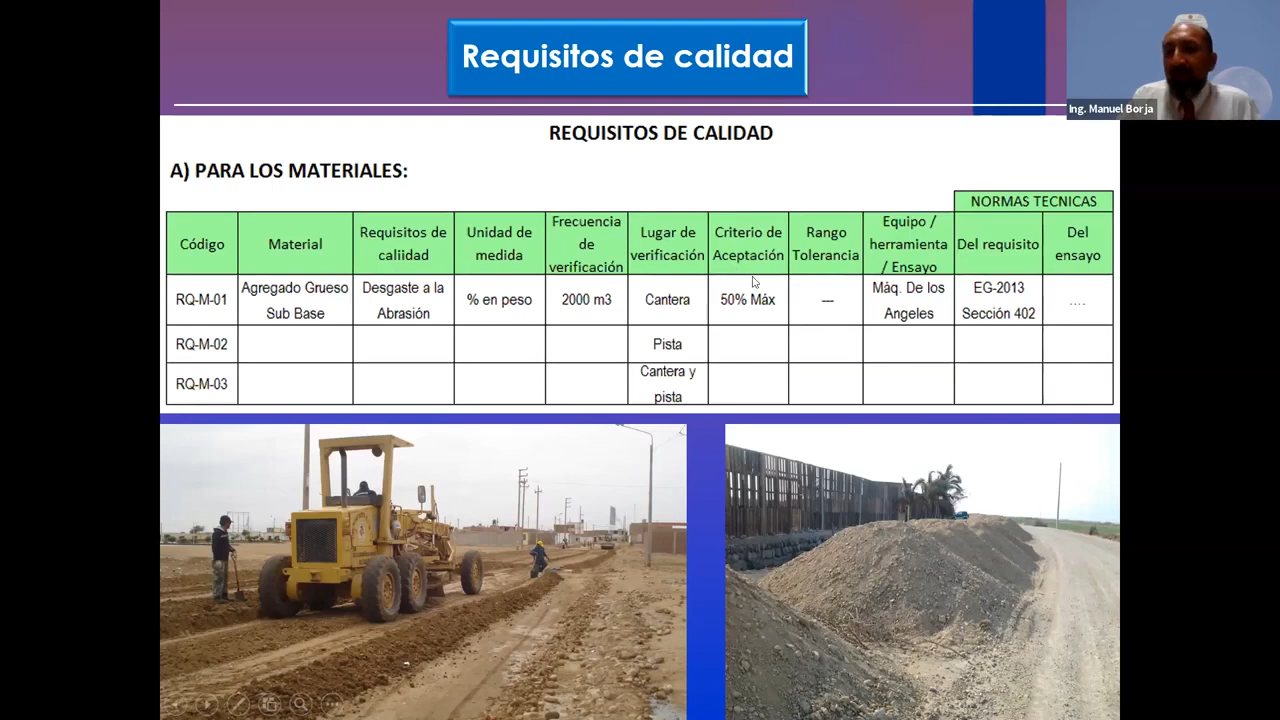 Requisitos de calidad
Ing. Manuel Borja
REQUISITOS DE CALIDAD
A) PARA LOS MATERIALES:
NORMAS TECNICAS
Código
Material
Requisitos de
caliidad
Unidad de
medida
Frecuencia
de
verificación
Lugar de
verificación
Criterio de
Aceptación
Rango
Tolerancia
Equipo /
herramienta
/ Ensayo
Del requisito
Del
ensayo
RQ-M-01
Agregado Grueso
Sub Base
Desgaste a la
Abrasión
% en peso
2000 m3
Cantera
50% Máx
---
Máq. De los
Angeles
EG-2013
Sección 402
....
RQ-M-02
Pista
RQ-M-03
Cantera y
pista